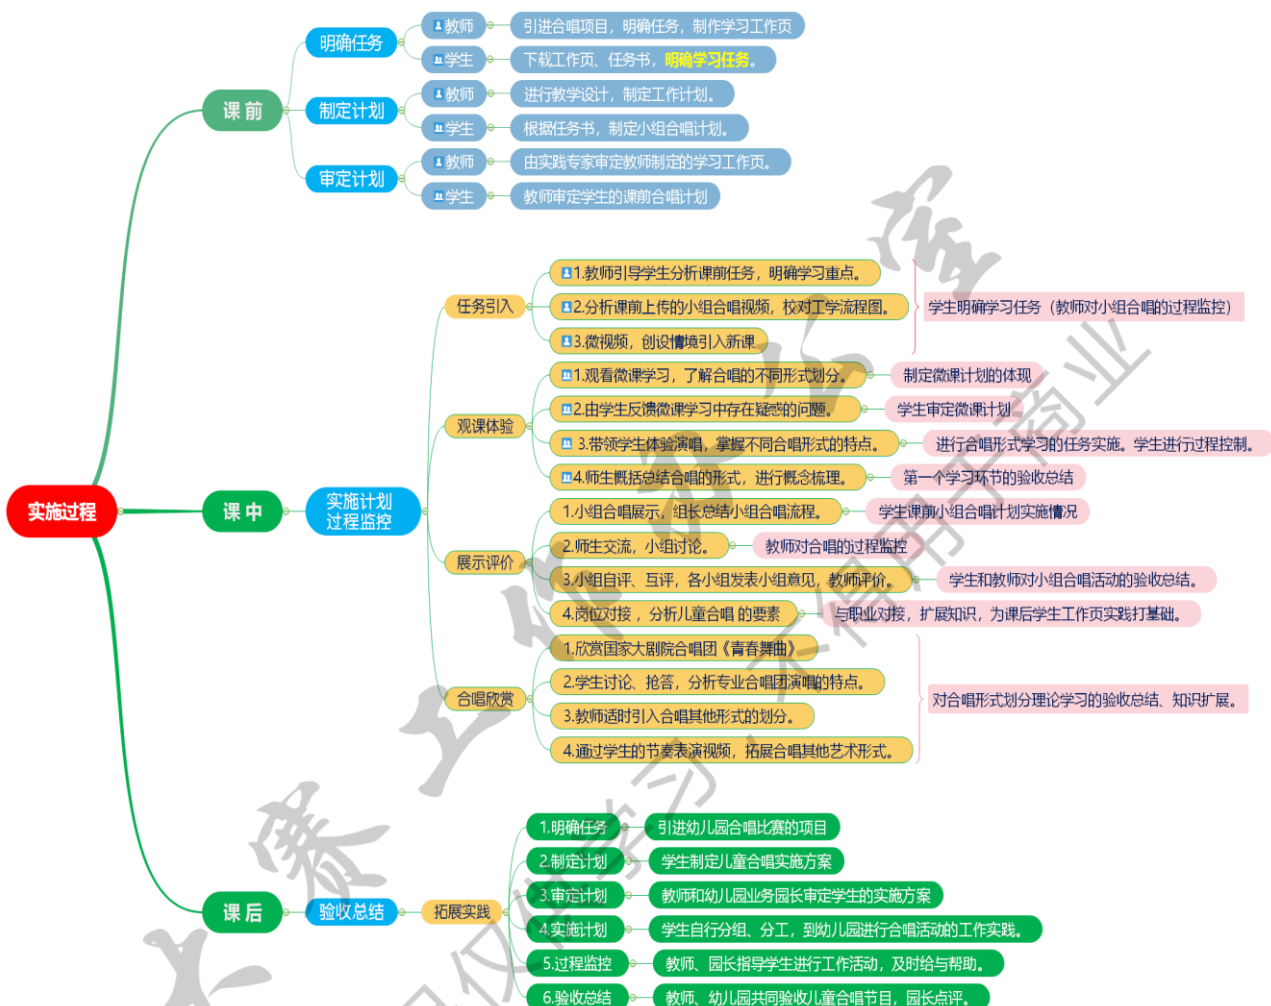 实施过程
课 前
明确任务
教师
引进合唱项目，明确任务，制作学习工作页
学生
下载工作页、任务书，明确学习任务。
制定计划
教师
进行教学设计，制定工作计划。
学生
根据任务书，制定小组合唱计划。
审定计划
教师
由实践专家审定教师制定的学习工作页。
学生
教师审定学生的课前合唱计划
课 中
实施计划
过程监控
任务引入
1.教师引导学生分析课前任务，明确学习重点。
2.分析课前上传的小组合唱视频，校对工学流程图。
3.微视频，创设情境引入新课
学生明确学习任务（教师对小组合唱的过程监控）
观课体验
1.观看微课学习，了解合唱的不同形式划分。
制定微课计划的体现
2.由学生反馈微课学习中存在疑惑的问题。
学生审定微课计划
3.带领学生体验演唱，掌握不同合唱形式的特点。
进行合唱形式学习的任务实施。学生进行过程控制。
4.师生概括总结合唱的形式，进行概念梳理。
第一个学习环节的验收总结
展示评价
1.小组合唱展示，组长总结小组合唱流程。
学生课前小组合唱计划实施情况
2.师生交流，小组讨论。
教师对合唱的过程监控
3.小组自评、互评，各小组发表小组意见，教师评价。
学生和教师对小组合唱活动的验收总结。
4.岗位对接 ，分析儿童合唱 的要素
与职业对接，扩展知识，为课后学生工作页实践打基础。
合唱欣赏
1.欣赏国家大剧院合唱团《青春舞曲》
2.学生讨论、抢答，分析专业合唱团演唱的特点。
3.教师适时引入合唱其他形式的划分。
4.通过学生的节奏表演视频，拓展合唱其他艺术形式。
对合唱形式划分理论学习的验收总结、知识扩展。
课 后
验收总结
拓展实践
1.明确任务
引进幼儿园合唱比赛的项目
2.制定计划
学生制定儿童合唱实施方案
3.审定计划
教师和幼儿园业务园长审定学生的实施方案
4.实施计划
学生自行分组、分工，到幼儿园进行合唱活动的工作实践。
5.过程监控
教师、园长指导学生进行工作活动，及时给与帮助。
6.验收总结
教师、幼儿园共同验收儿童合唱节目，园长点评。
大赛工作办公室
仅供学习，不得用于商业